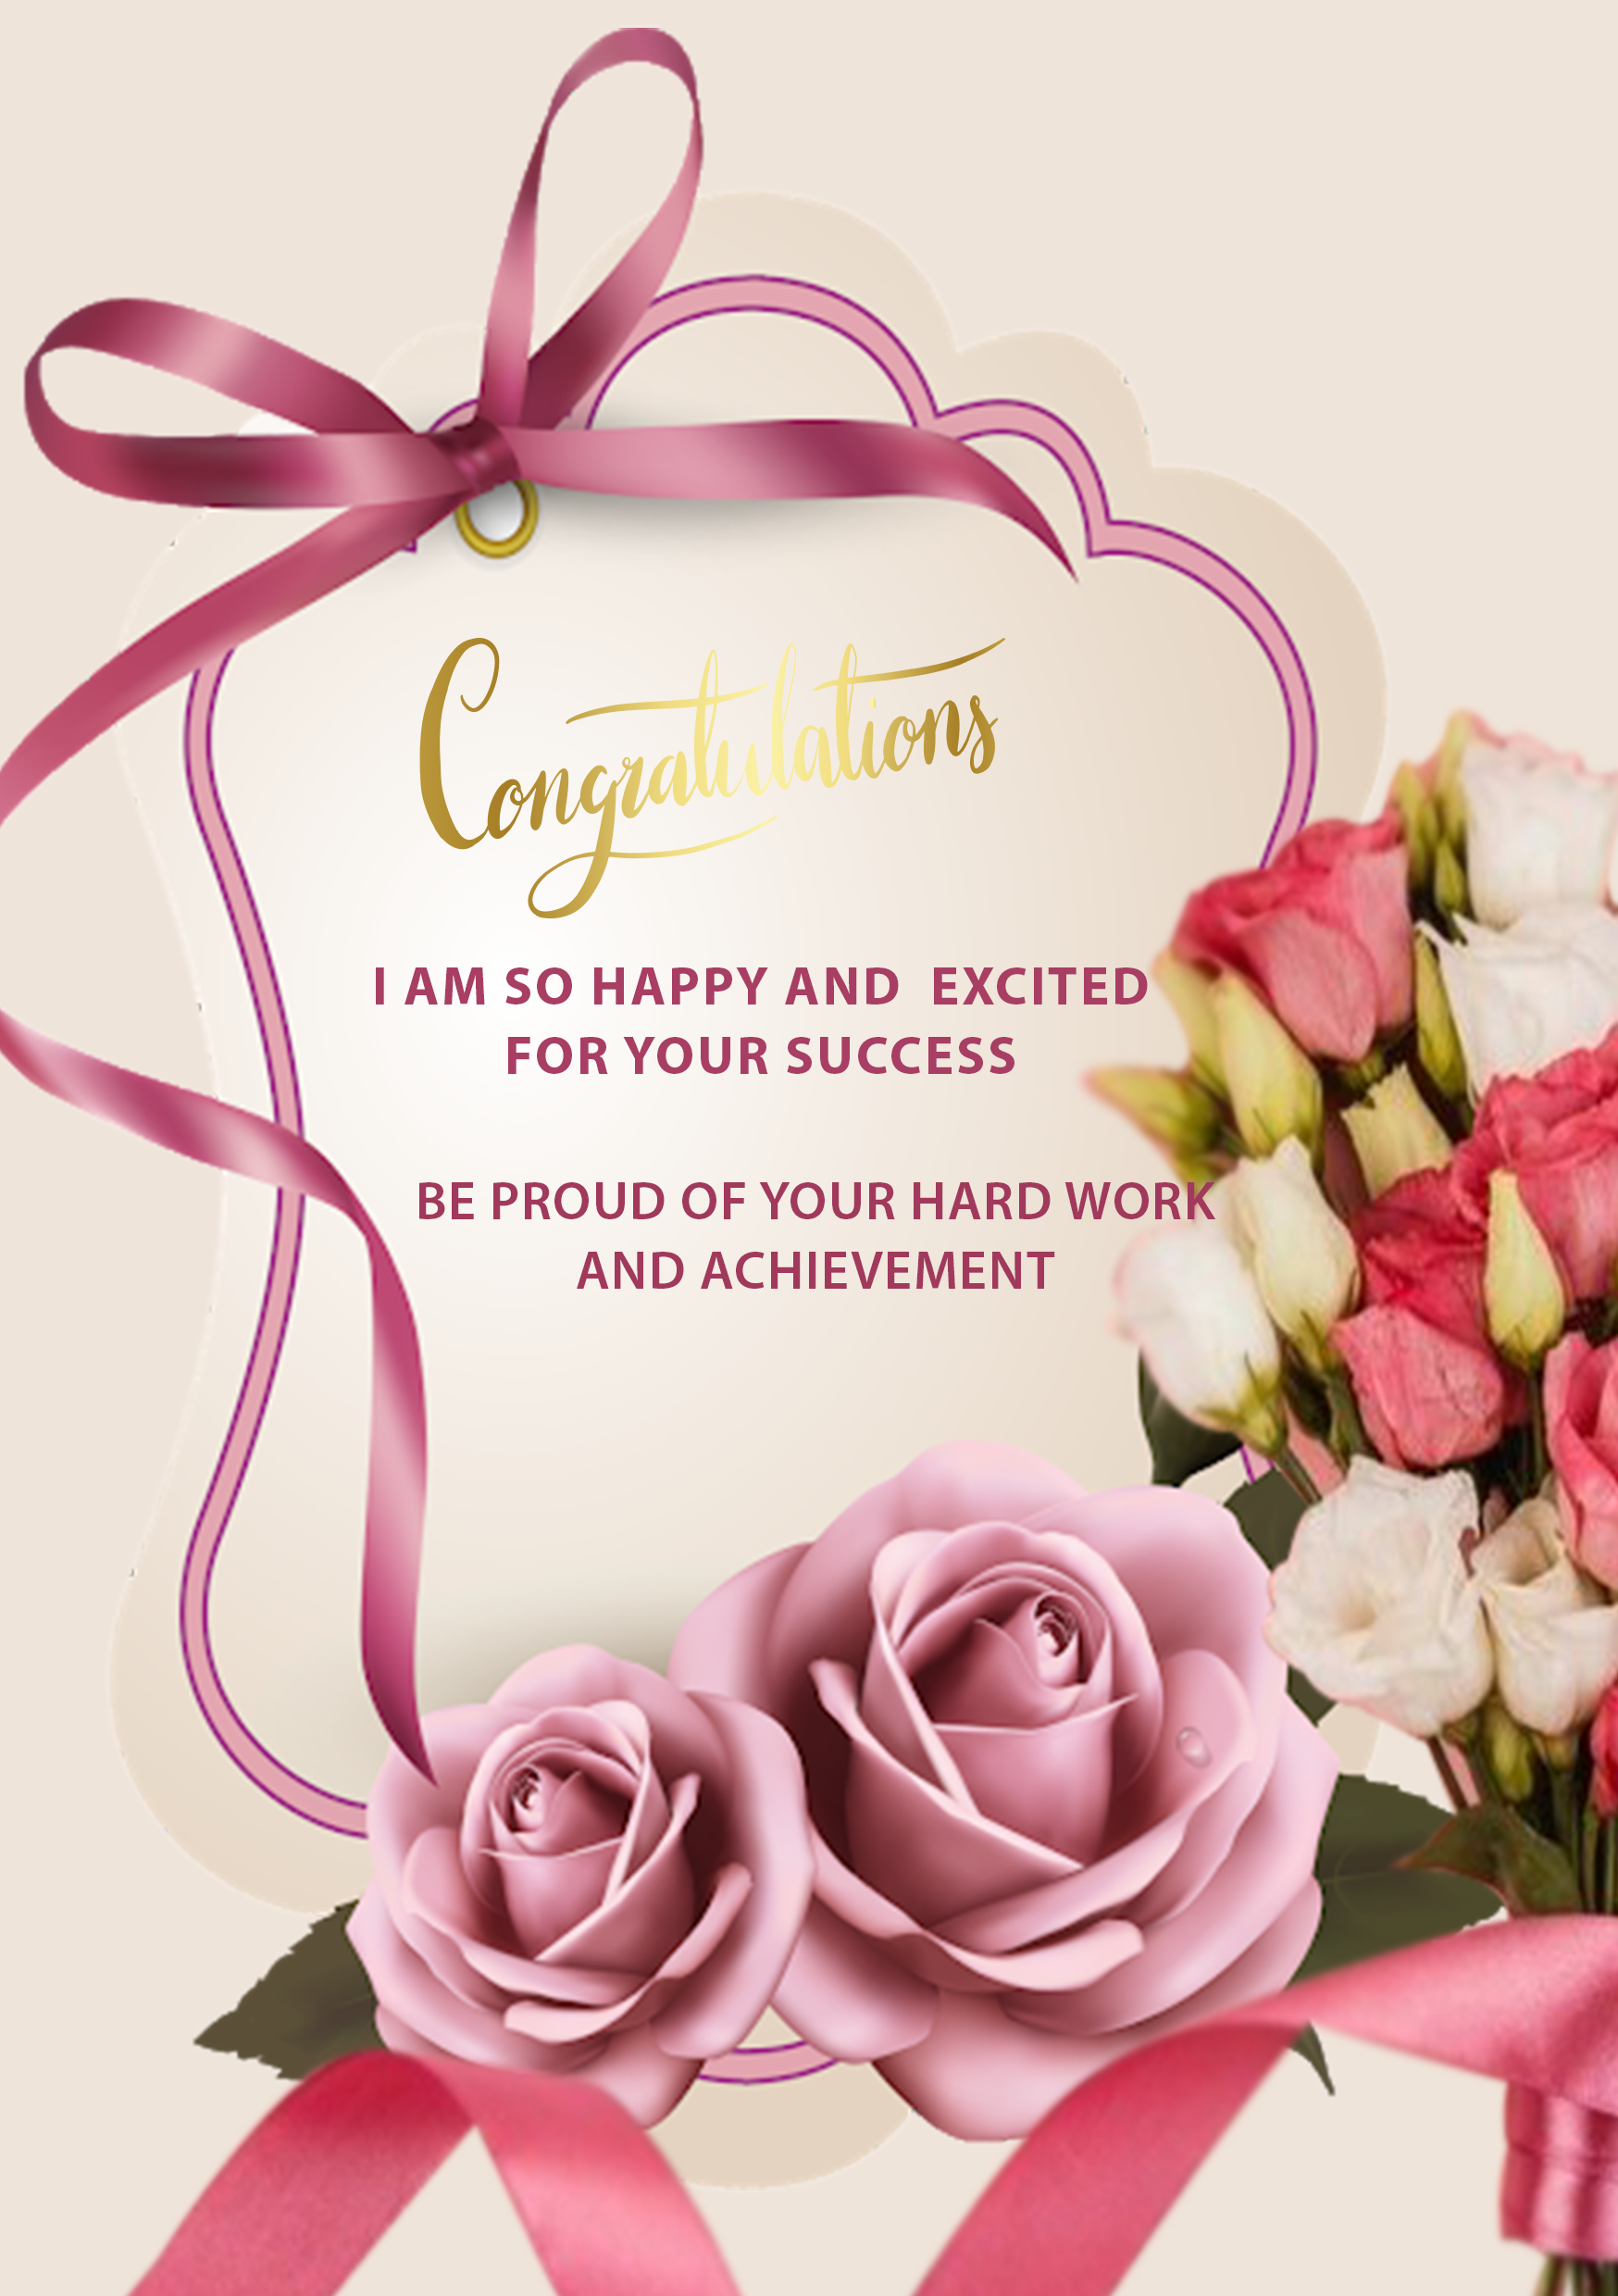 Congratulations
I AM SO HAPPY AND  EXCITED
FOR YOUR SUCCESS
BE PROUD OF YOUR HARD WORK
AND ACHIEVEMENT